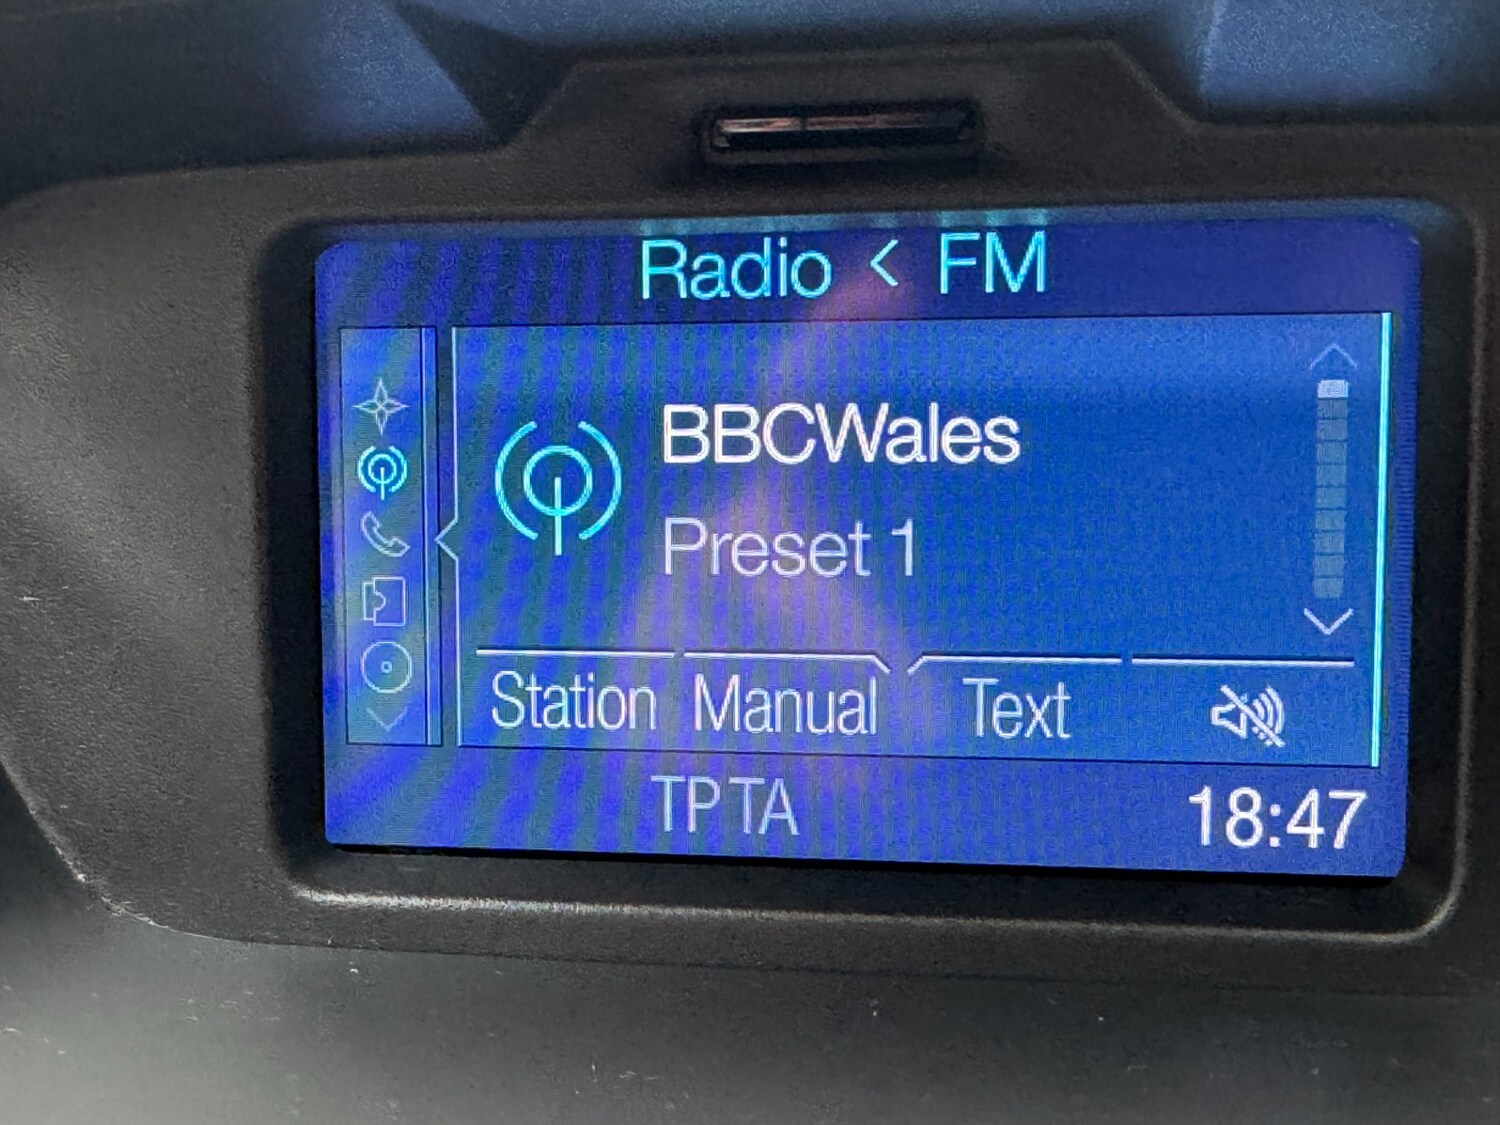 Radio < FM
BBCWales
Preset 1
Station Manual Text
TP TA 18:47